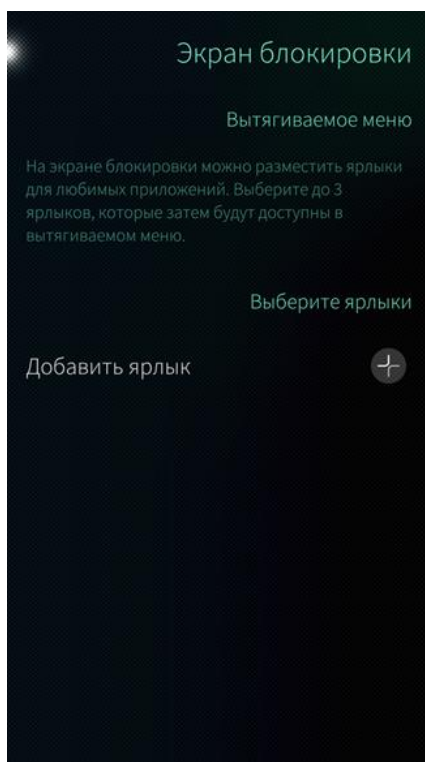 Экран блокировки
Вытягиваемое меню
На экране блокировки можно разместить ярлыки
для любимых приложений. Выберите до 3
ярлыков, которые затем будут доступны в
вытягиваемом меню.
Выберите ярлыки
Добавить ярлык